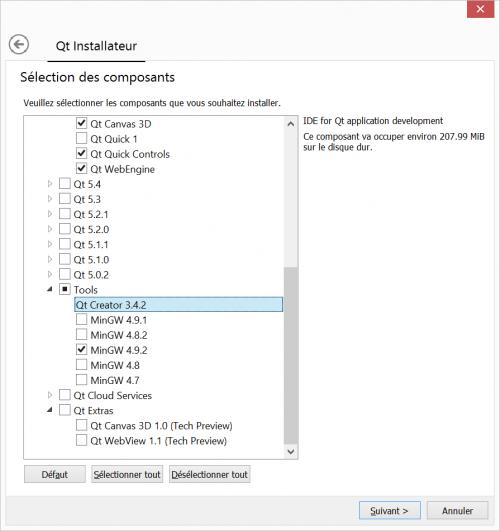 Qt Installateur
Sélection des composants
Veuillez sélectionner les composants que vous souhaitez installer.
Qt Canvas 3D
Qt Quick 1
Qt Quick Controls
Qt WebEngine
Qt 5.4
Qt 5.3
Qt 5.2.1
Qt 5.2.0
Qt 5.1.1
Qt 5.1.0
Qt 5.0.2
Tools
Qt Creator 3.4.2
MinGW 4.9.1
MinGW 4.8.2
MinGW 4.9.2
MinGW 4.8
MinGW 4.7
Qt Cloud Services
Qt Extras
Qt Canvas 3D 1.0 (Tech Preview)
Qt WebView 1.1 (Tech Preview)
IDE for Qt application development
Ce composant va occuper environ 207.99 MiB
sur le disque dur.
Défaut
Sélectionner tout
Désélectionner tout
Suivant >
Annuler